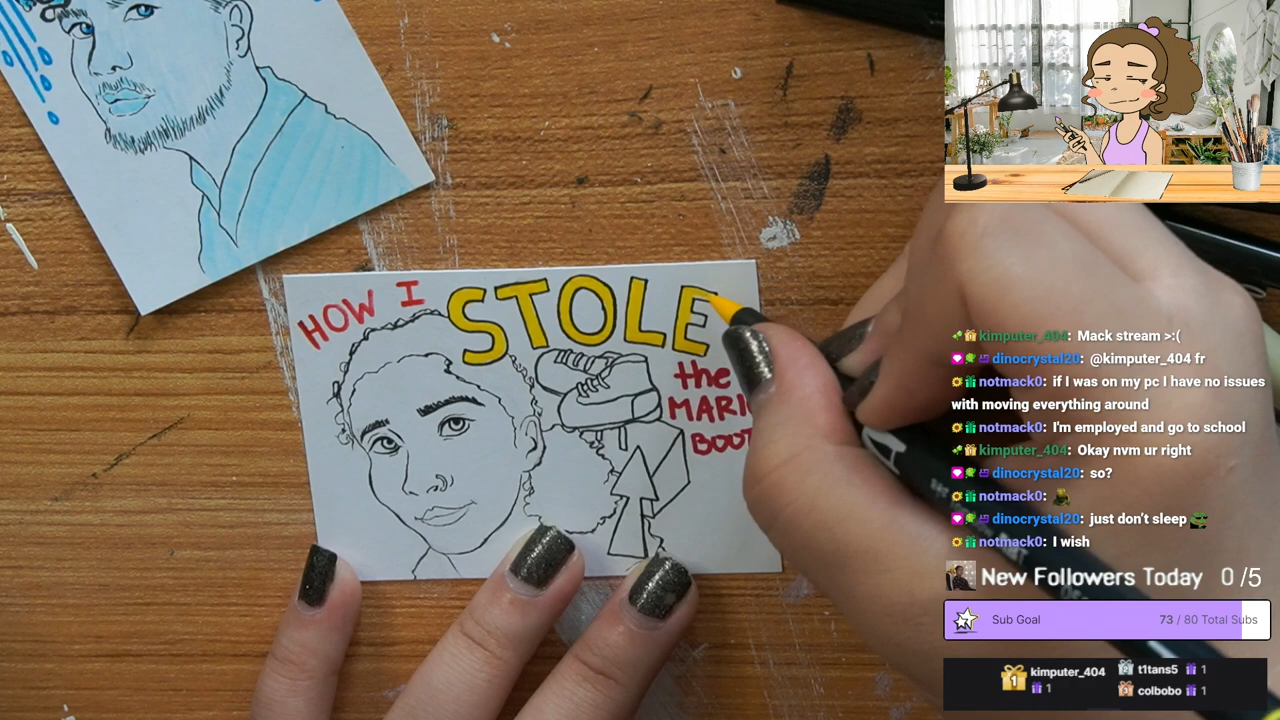 HOW I
STOLE
the
MARIO
BOOT
kimputer_404: Mack stream >:(
dinocrystal20: @kimputer_404 fr
notmack0: if I was on my pc I have no issues
with moving everything around
notmack0: I'm employed and go to school
kimputer_404: Okay nvm ur right
dinocrystal20: so?
notmack0:
dinocrystal20: just don't sleep
notmack0: I wish
New Followers Today 0 /5
Sub Goal 73 / 80 Total Subs
1 kimputer_404 1
t1tans5 1
colbobo 1